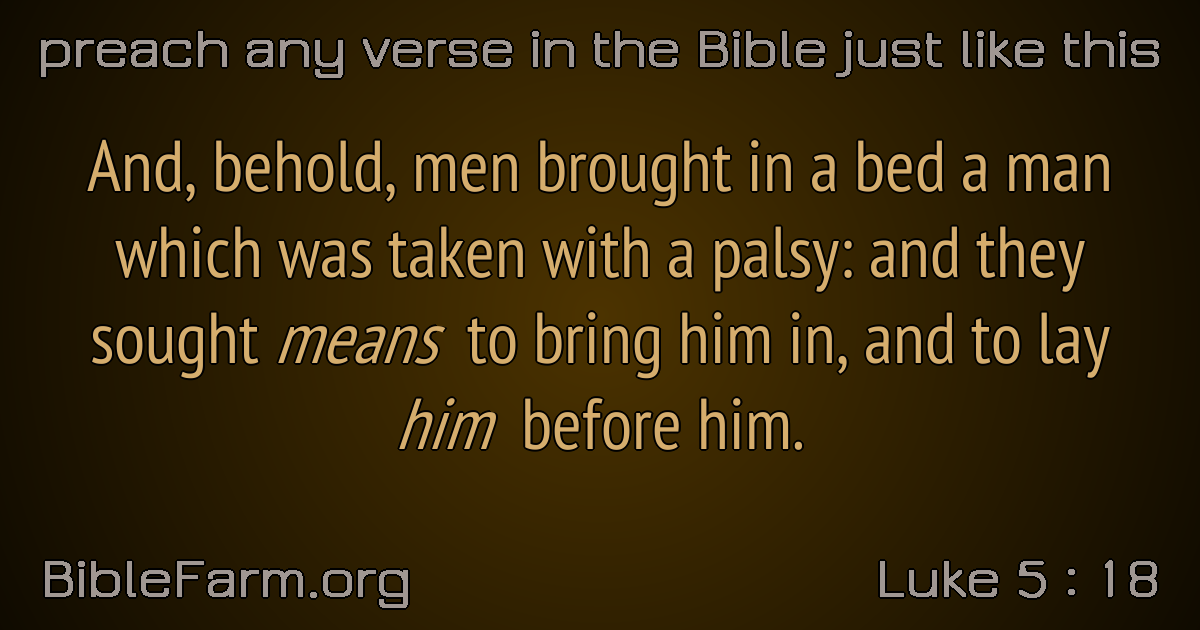 preach any verse in the Bible just like this
And, behold, men brought in a bed a man
which was taken with a palsy: and they
sought means to bring him in, and to lay
him before him.
BibleFarm.org
Luke 5 : 18